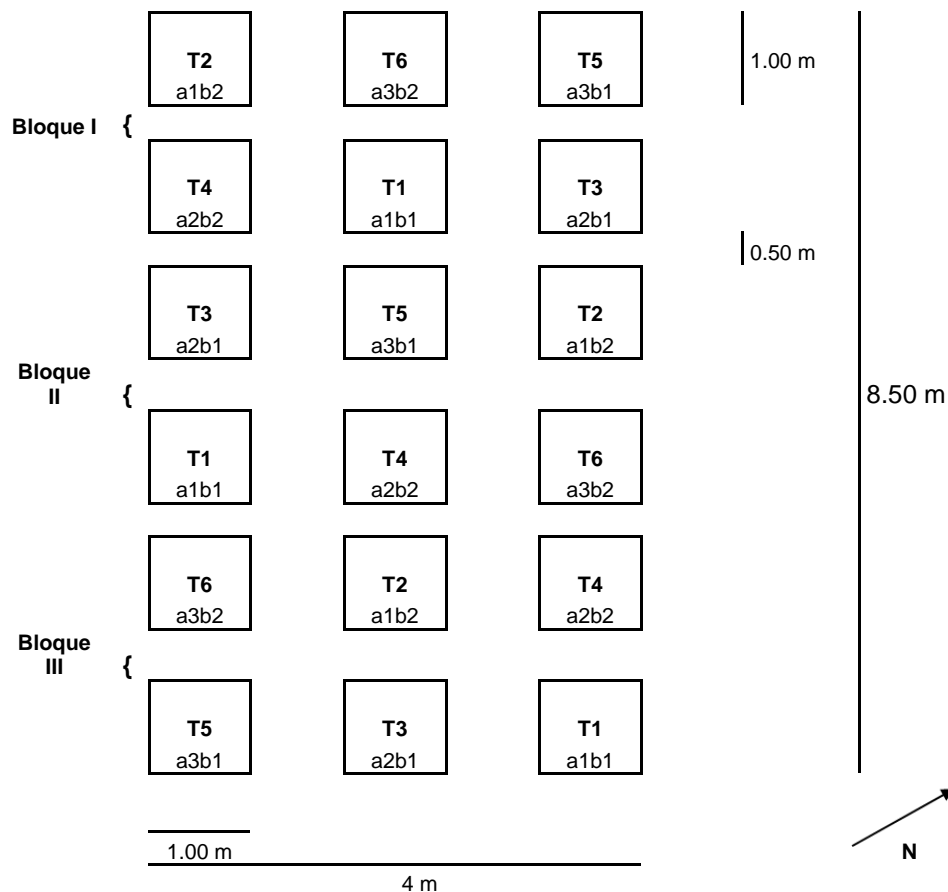 T2
a1b2
T6
a3b2
T5
a3b1
1.00 m
Bloque I {
T4
a2b2
T1
a1b1
T3
a2b1
0.50 m
T3
a2b1
T5
a3b1
T2
a1b2
Bloque
II
{
8.50 m
T1
a1b1
T4
a2b2
T6
a3b2
T6
a3b2
T2
a1b2
T4
a2b2
Bloque
III
{
T5
a3b1
T3
a2b1
T1
a1b1
1.00 m
N
4 m